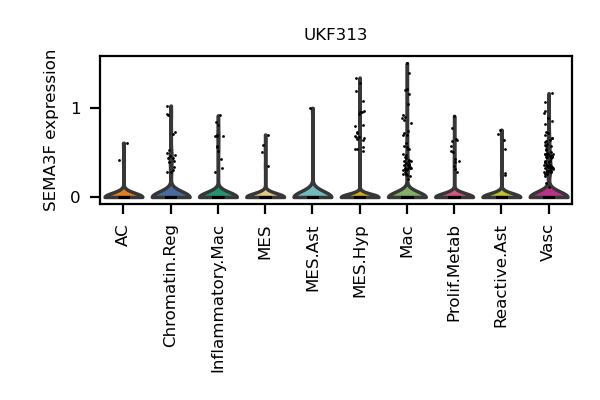 UKF313
SEMA3F expression
1
0
AC
Chromatin.Reg
Inflammatory.Mac
MES
MES.Ast
MES.Hyp
Mac
Prolif.Metab
Reactive.Ast
Vasc